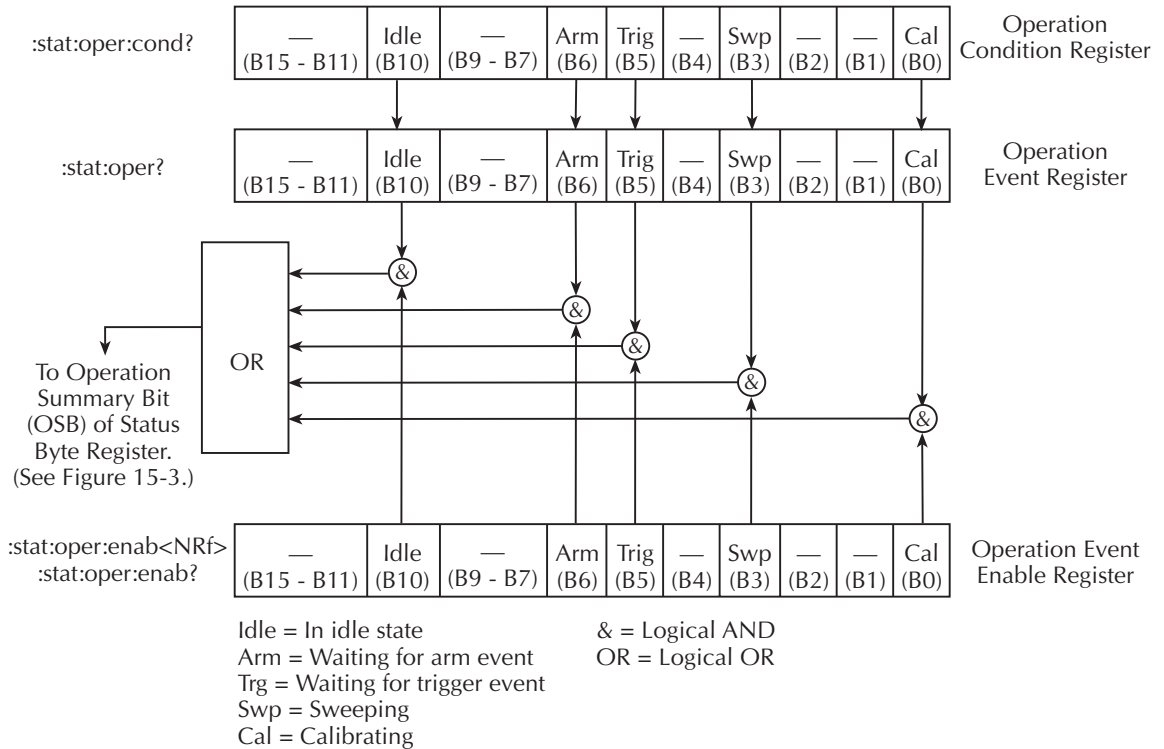 :stat:oper:cond?
— Idle — Arm Trig — Swp — — Cal
(B15 - B11) (B10) (B9 - B7) (B6) (B5) (B4) (B3) (B2) (B1) (B0)
Operation
Condition Register
:stat:oper?
— Idle — Arm Trig — Swp — — Cal
(B15 - B11) (B10) (B9 - B7) (B6) (B5) (B4) (B3) (B2) (B1) (B0)
Operation
Event Register
&
&
&
&
&
OR
To Operation
Summary Bit
(OSB) of Status
Byte Register.
(See Figure 15-3.)
:stat:oper:enab<NRf>
:stat:oper:enab?
— Idle — Arm Trig — Swp — — Cal
(B15 - B11) (B10) (B9 - B7) (B6) (B5) (B4) (B3) (B2) (B1) (B0)
Operation Event
Enable Register
Idle = In idle state
Arm = Waiting for arm event
Trg = Waiting for trigger event
Swp = Sweeping
Cal = Calibrating
& = Logical AND
OR = Logical OR